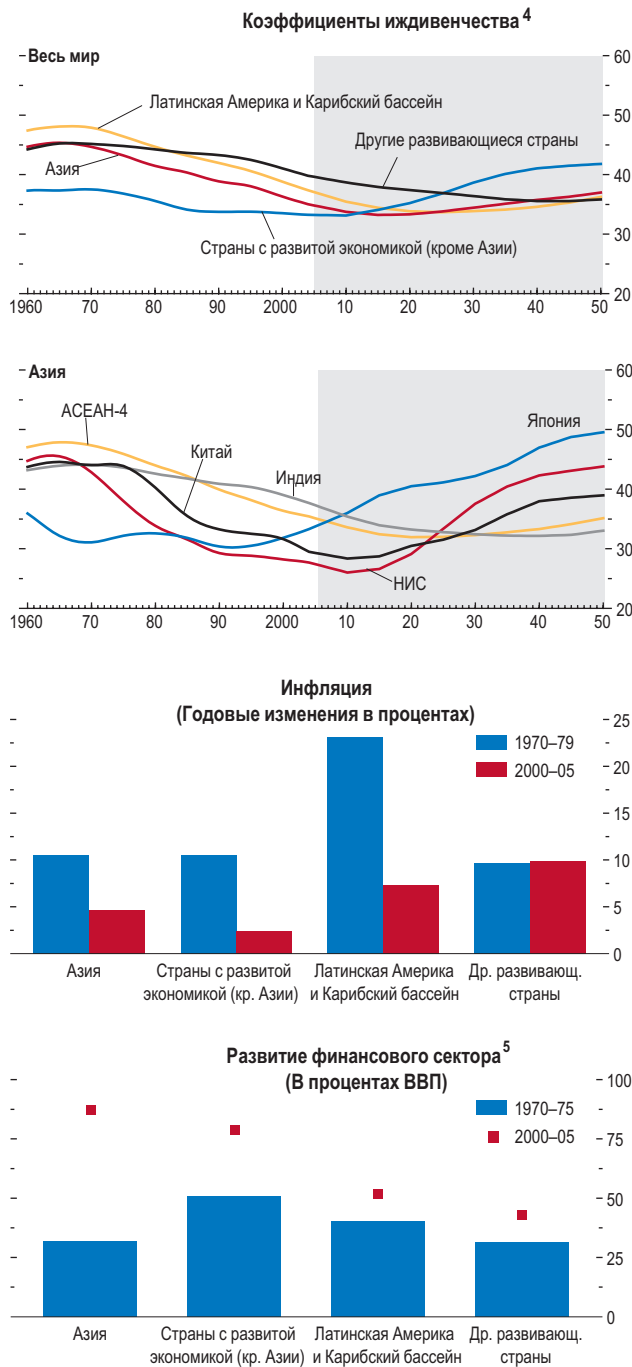 Коэффициенты иждивенчества 4
Весь мир
60
Латинская Америка и Карибский бассейн
50
Другие развивающиеся страны
Азия
40
30
Страны с развитой экономикой (кроме Азии)
20
1960 70 80 90 2000 10 20 30 40 50
Азия
60
АСЕАН-4
Япония
50
Китай
Индия
40
30
НИС
20
1960 70 80 90 2000 10 20 30 40 50
Инфляция
(Годовые изменения в процентах)
25
1970–79
20
2000–05
15
10
5
0
Азия
Страны с развитой
экономикой (кр. Азии)
Латинская Америка
и Карибский бассейн
Др. развивающ.
страны
Развитие финансового сектора 5
(В процентах ВВП)
100
1970–75
75
2000–05
50
25
0
Азия
Страны с развитой
экономикой (кр. Азии)
Латинская Америка
и Карибский бассейн
Др. развивающ.
страны